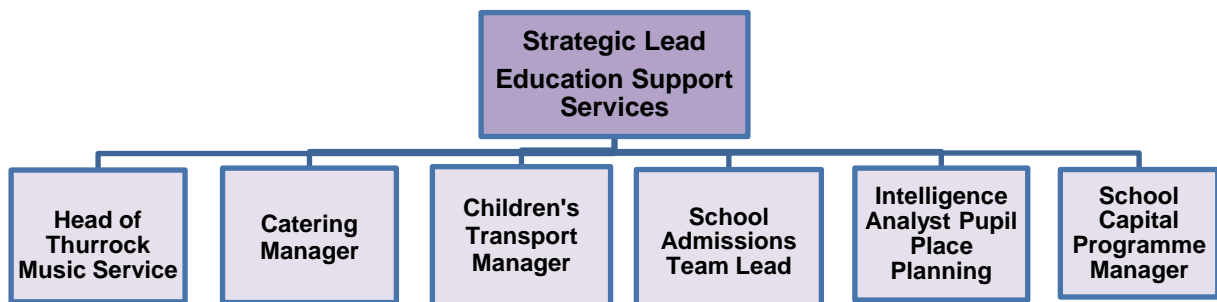 Strategic Lead
Education Support
Services
Head of
Thurrock
Music Service
Catering
Manager
Children's
Transport
Manager
School
Admissions
Team Lead
Intelligence
Analyst Pupil
Place
Planning
School
Capital
Programme
Manager